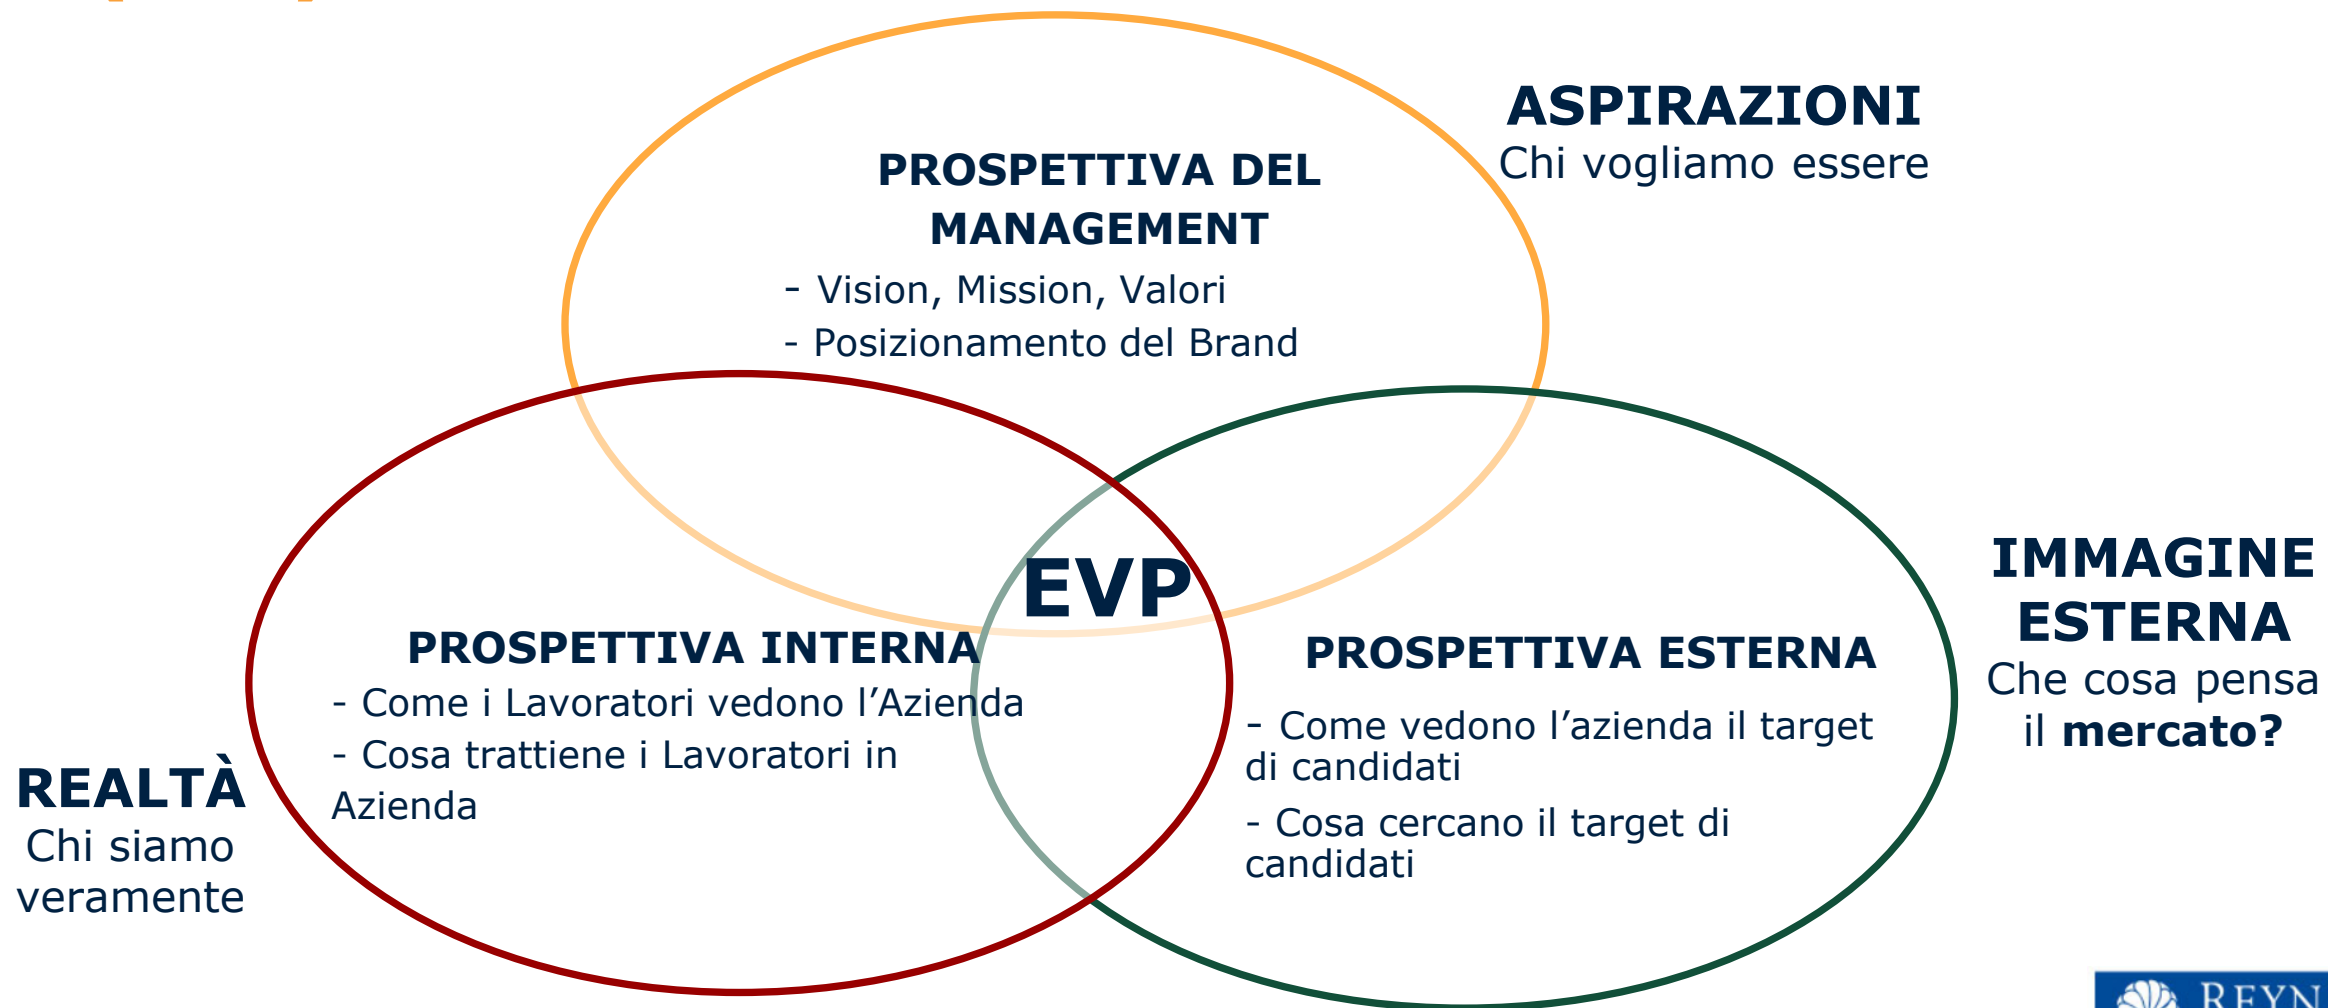 ASPIRAZIONI
Chi vogliamo essere
PROSPETTIVA DEL
MANAGEMENT
- Vision, Mission, Valori
- Posizionamento del Brand
EVP
PROSPETTIVA INTERNA
- Come i Lavoratori vedono l’Azienda
- Cosa trattiene i Lavoratori in
Azienda
PROSPETTIVA ESTERNA
- Come vedono l’azienda il target
di candidati
- Cosa cercano il target di
candidati
IMMAGINE
ESTERNA
Che cosa pensa
il mercato?
REALTÀ
Chi siamo
veramente